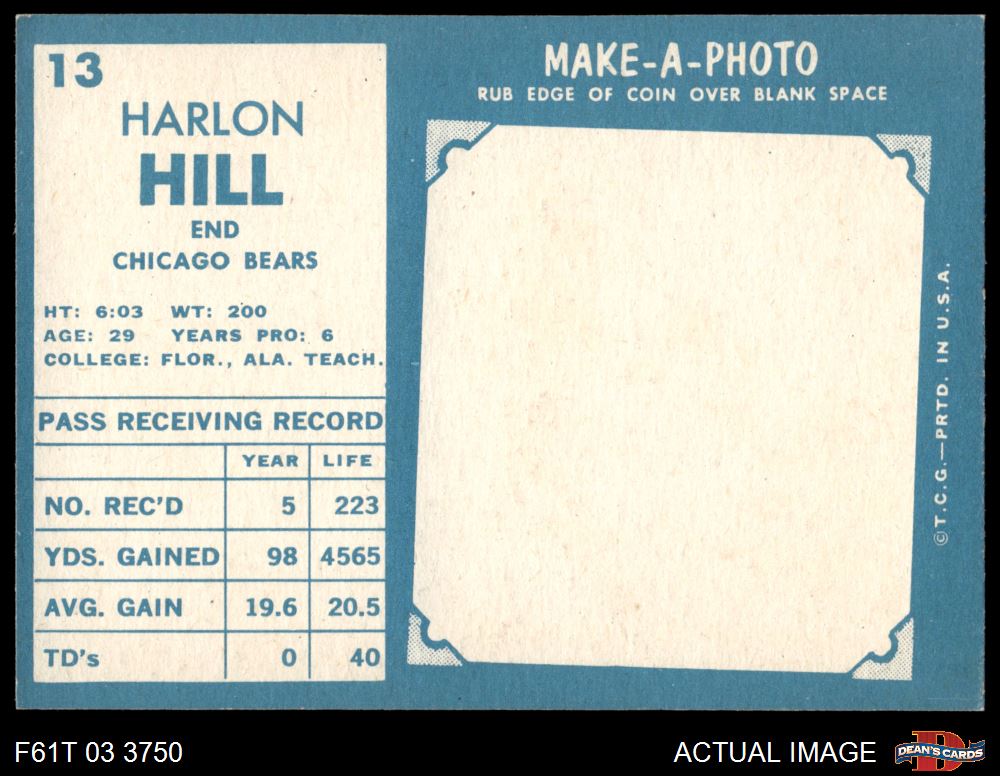 13
HARLON
HILL
END
CHICAGO BEARS
HT: 6:03 WT: 200
AGE: 29 YEARS PRO: 6
COLLEGE: FLOR., ALA. TEACH.
PASS RECEIVING RECORD
YEAR LIFE
NO. REC'D 5 223
YDS. GAINED 98 4565
AVG. GAIN 19.6 20.5
TD's 0 40
MAKE-A-PHOTO
RUB EDGE OF COIN OVER BLANK SPACE
©T.C.G.—PRTD. IN U.S.A.
F61T 03 3750
ACTUAL IMAGE
D
DEAN'S CARDS